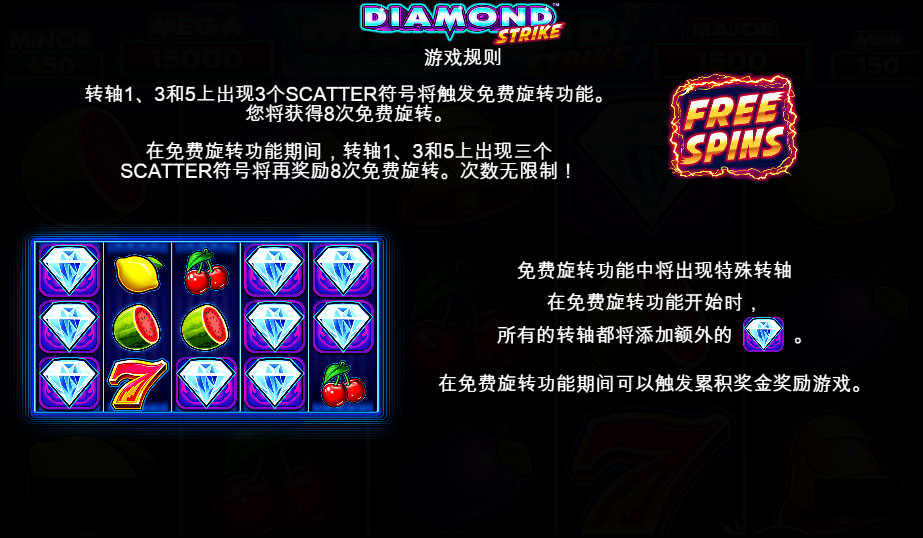 DIAMOND
STRIKE™
游戏规则
MINOR
450
MEGA
15000
STRIKE
MAJOR
1500
MINI
150
转轴1、3和5上出现3个SCATTER符号将触发免费旋转功能。
您将获得8次免费旋转。
在免费旋转功能期间，转轴1、3和5上出现三个
SCATTER符号将再奖励8次免费旋转。次数无限制！
FREE
SPINS
免费旋转功能中将出现特殊转轴
在免费旋转功能开始时，
所有的转轴都将添加额外的 。
在免费旋转功能期间可以触发累积奖金奖励游戏。